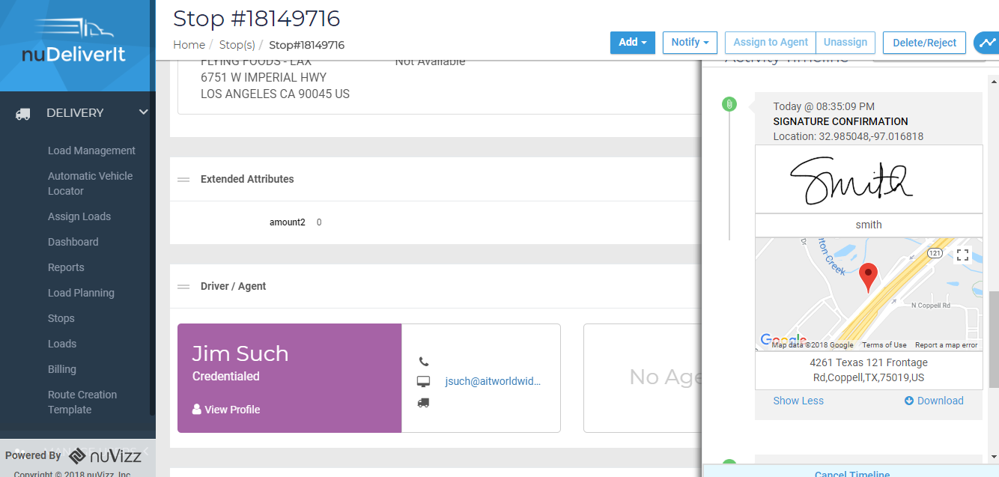 nuDeliverIt
DELIVERY
Load Management
Automatic Vehicle
Locator
Assign Loads
Dashboard
Reports
Load Planning
Stops
Loads
Billing
Route Creation
Template
Powered By nuVizz
Copyright © 2018 nuVizz, Inc.
Stop #18149716
Home / Stop(s) / Stop#18149716
Add
Notify
Assign to Agent
Unassign
Delete/Reject
FLYING FOODS - LAX
6751 W IMPERIAL HWY
LOS ANGELES CA 90045 US
Not Available
Extended Attributes
amount2 0
Driver / Agent
Jim Such
Credentialed
View Profile
jsuch@aitworldwid...
No Age
Activity Timeline
Today @ 08:35:09 PM
SIGNATURE CONFIRMATION
Location: 32.985048,-97.016818
Smith
smith
Dr
ton Creek
121
N Coppell Rd
Google
Map data ©2018 Google Terms of Use Report a map error
4261 Texas 121 Frontage
Rd,Coppell,TX,75019,US
Show Less
Download
Cancel Timeline